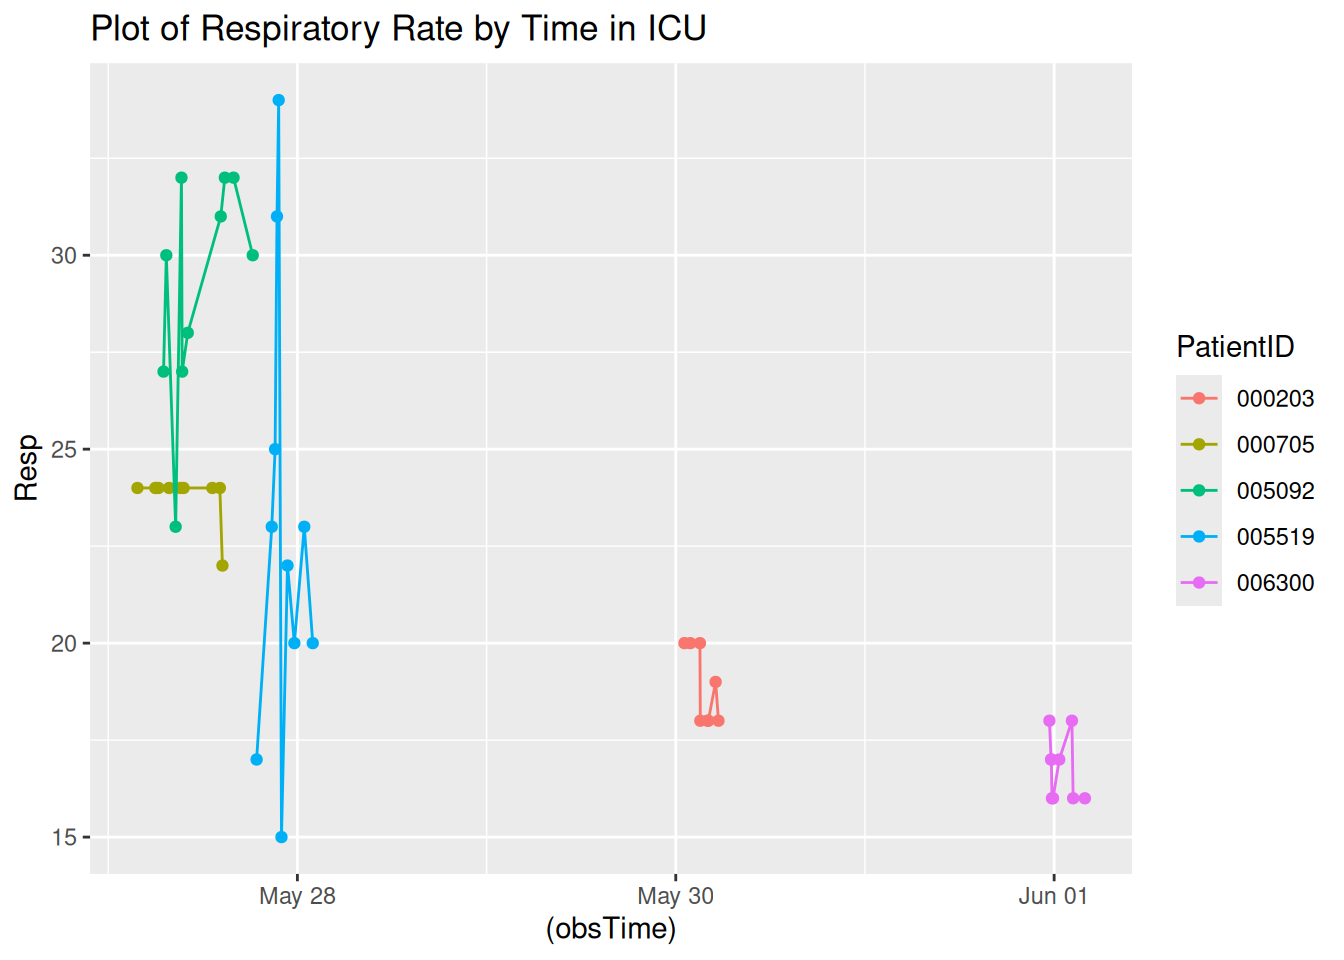 Plot of Respiratory Rate by Time in ICU
Resp
30
25
20
15
May 28
May 30
Jun 01
(obsTime)
PatientID
000203
000705
005092
005519
006300